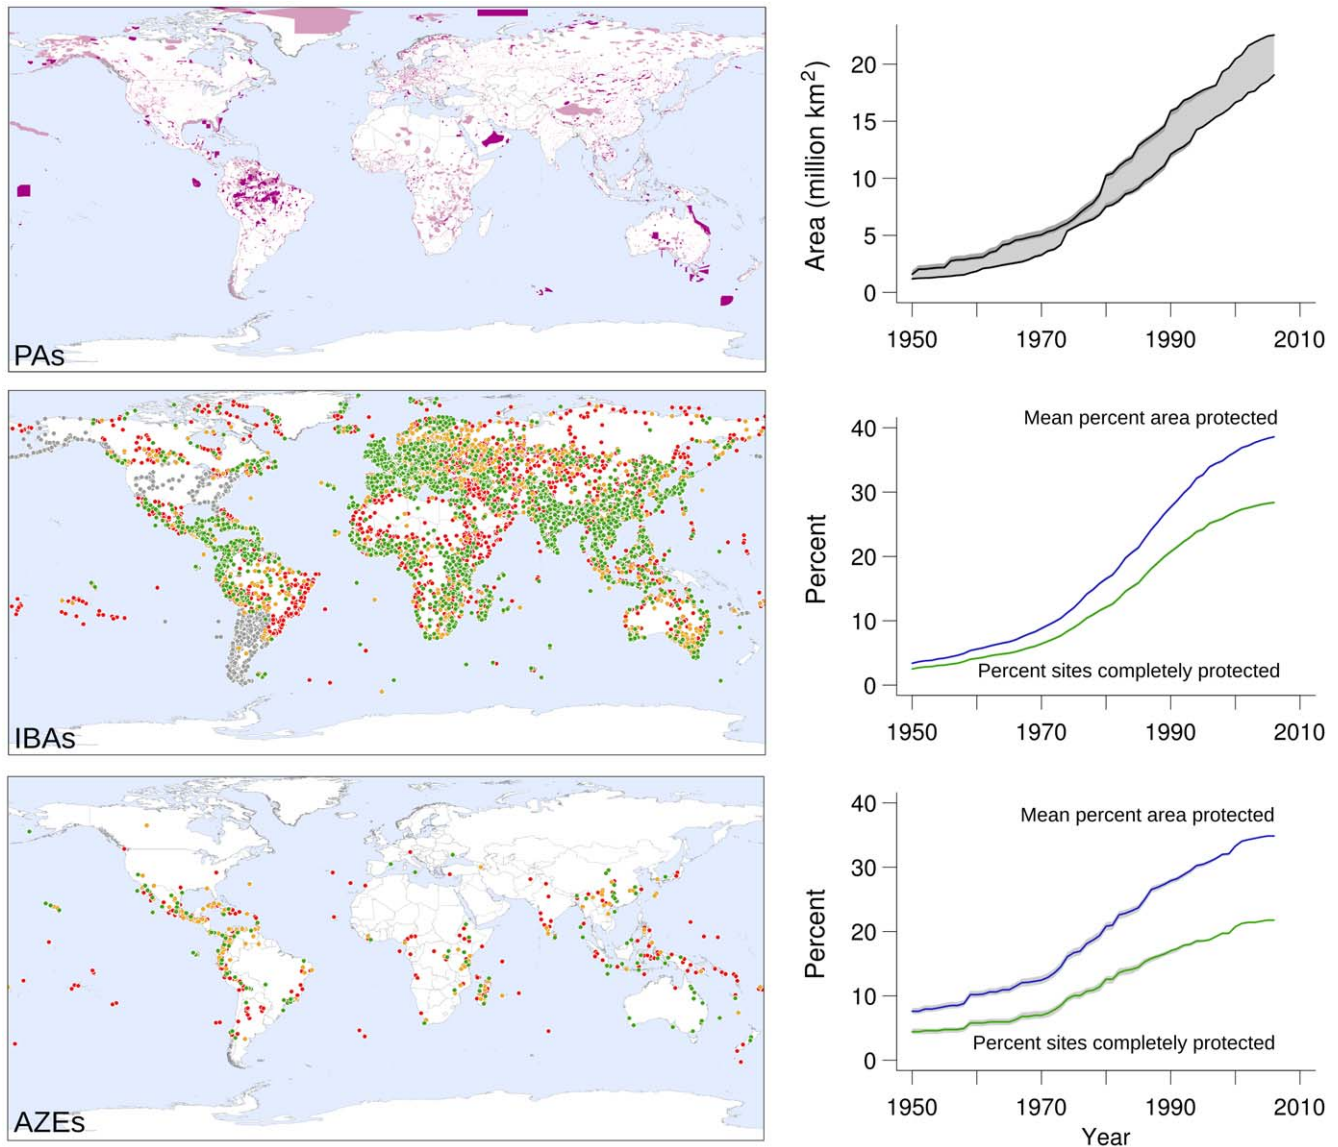 PAs
Area (million km²)
20
15
10
5
0
1950 1970 1990 2010
IBAs
Percent
40
30
20
10
0
Mean percent area protected
Percent sites completely protected
1950 1970 1990 2010
AZEs
Percent
40
30
20
10
0
Mean percent area protected
Percent sites completely protected
1950 1970 1990 2010
Year